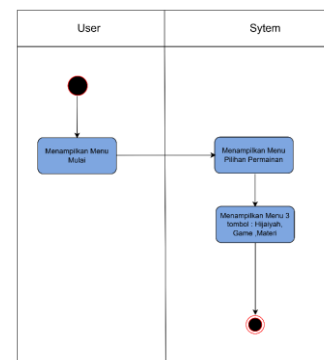 User
Sytem
Menampilkan Menu
Mulai
Menampilkan Menu
Pilihan Permainan
Menampilkan Menu 3
tombol : Hijaiyah,
Game ,Materi